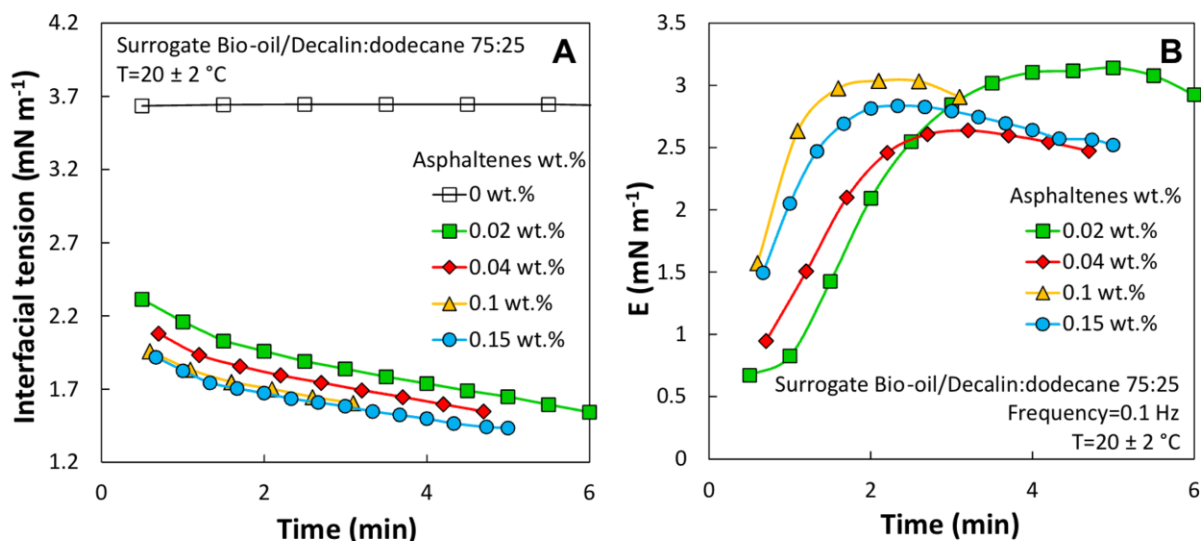 A
Surrogate Bio-oil/Decalin:dodecane 75:25
T=20 ± 2 °C
Asphaltenes wt.%
0 wt.%
0.02 wt.%
0.04 wt.%
0.1 wt.%
0.15 wt.%
Interfacial tension (mN m⁻¹)
4.2
3.7
3.2
2.7
2.2
1.7
1.2
0
2
4
6
Time (min)
B
E (mN m⁻¹)
3.5
3
2.5
2
1.5
1
0.5
0
Asphaltenes wt.%
0.02 wt.%
0.04 wt.%
0.1 wt.%
0.15 wt.%
Surrogate Bio-oil/Decalin:dodecane 75:25
Frequency=0.1 Hz
T=20 ± 2 °C
0
2
4
6
Time (min)